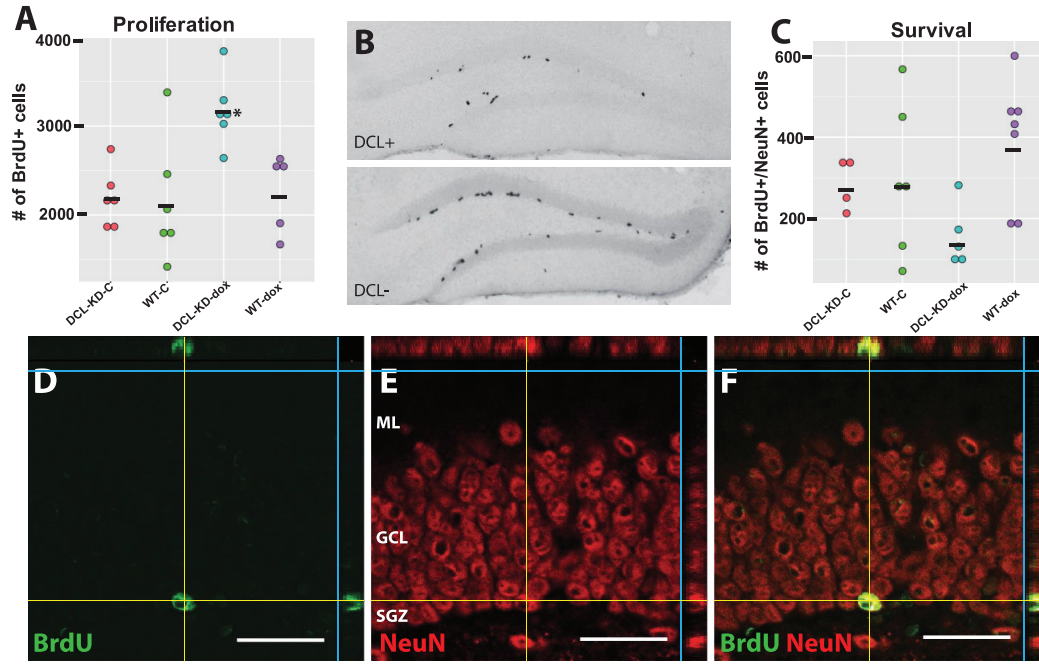 A
Proliferation
# of BrdU+ cells
4000
3000
2000
*
DCL-KD-C
WT-C
DCL-KD-dox
WT-dox
B
DCL+
DCL-
C
Survival
# of BrdU+/NeuN+ cells
600
400
200
DCL-KD-C
WT-C
DCL-KD-dox
WT-dox
D
BrdU
E
ML
GCL
SGZ
NeuN
F
BrdU NeuN